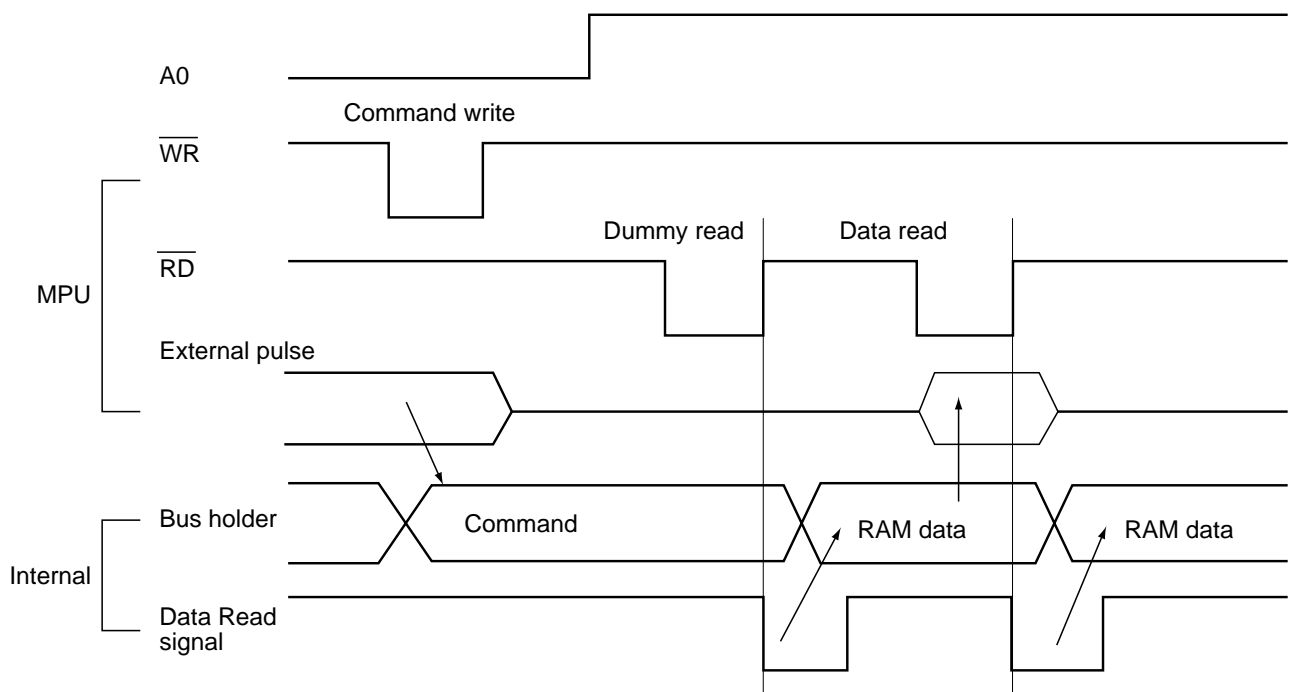 A0
Command write
WR
Dummy read
Data read
RD
MPU
External pulse
Bus holder
Command
RAM data
RAM data
Internal
Data Read
signal